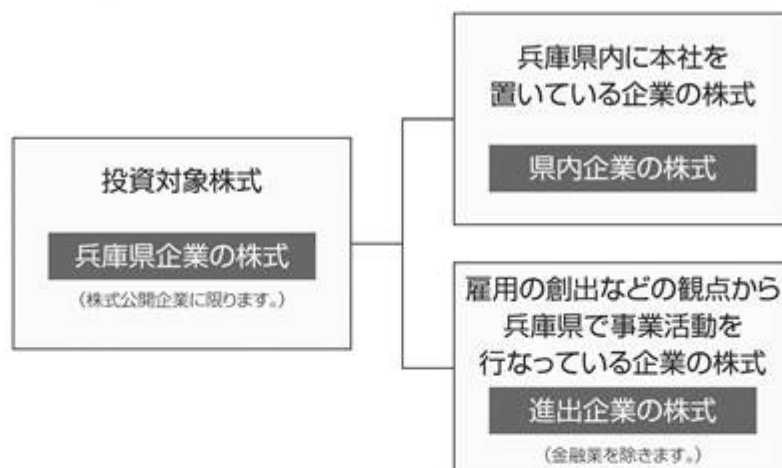 投資対象株式
兵庫県企業の株式
(株式公開企業に限ります。)
兵庫県内に本社を
置いている企業の株式
県内企業の株式
雇用の創出などの観点から
兵庫県で事業活動を
行なっている企業の株式
進出企業の株式
(金融業を除きます。)